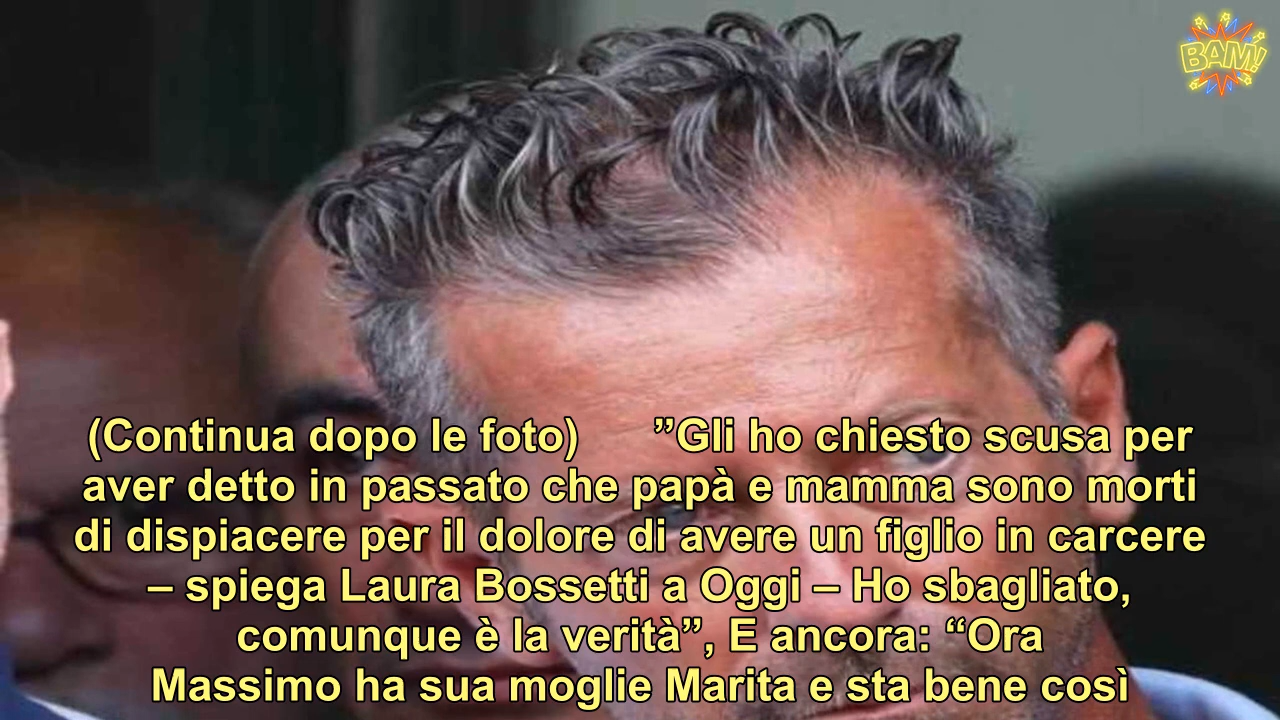 BAM!
(Continua dopo le foto) ”Gli ho chiesto scusa per
aver detto in passato che papà e mamma sono morti
di dispiacere per il dolore di avere un figlio in carcere
– spiega Laura Bossetti a Oggi – Ho sbagliato,
comunque è la verità”, E ancora: “Ora
Massimo ha sua moglie Marita e sta bene così